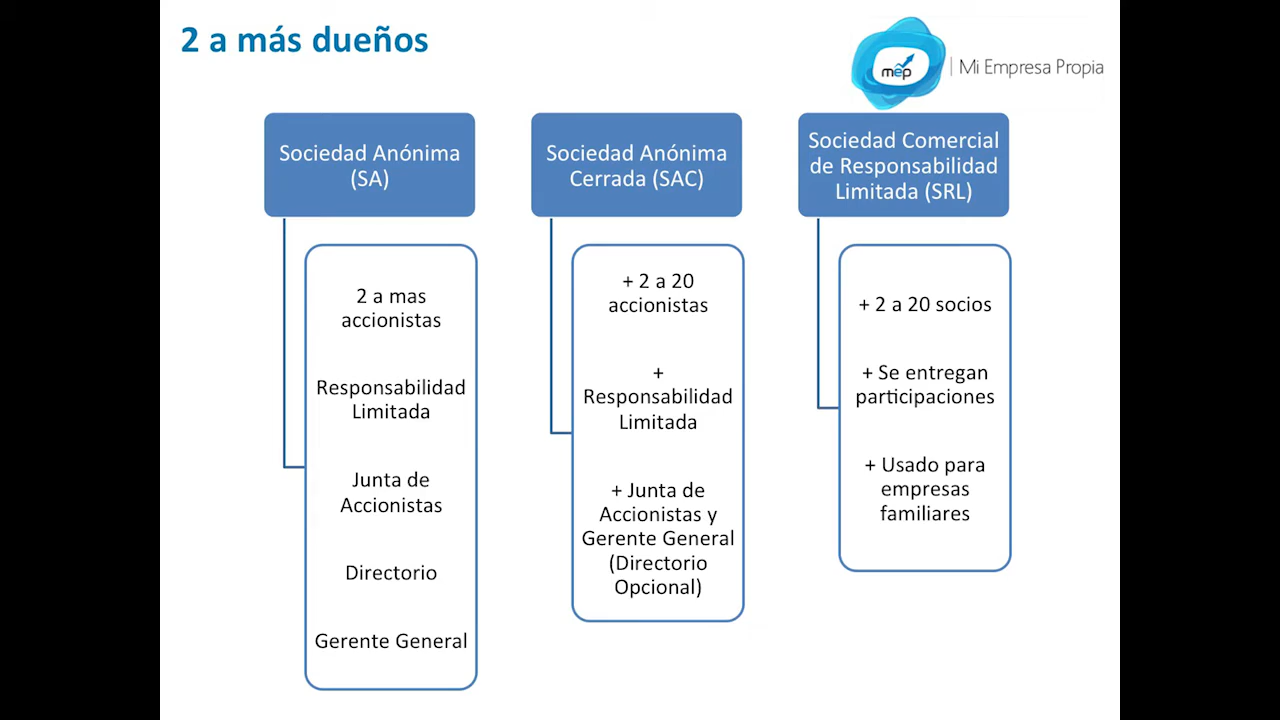 2 a más dueños
mep
| Mi Empresa Propia
Sociedad Anónima
(SA)
2 a mas
accionistas
Responsabilidad
Limitada
Junta de
Accionistas
Directorio
Gerente General
Sociedad Anónima
Cerrada (SAC)
+ 2 a 20
accionistas
+
Responsabilidad
Limitada
+ Junta de
Accionistas y
Gerente General
(Directorio
Opcional)
Sociedad Comercial
de Responsabilidad
Limitada (SRL)
+ 2 a 20 socios
+ Se entregan
participaciones
+ Usado para
empresas
familiares